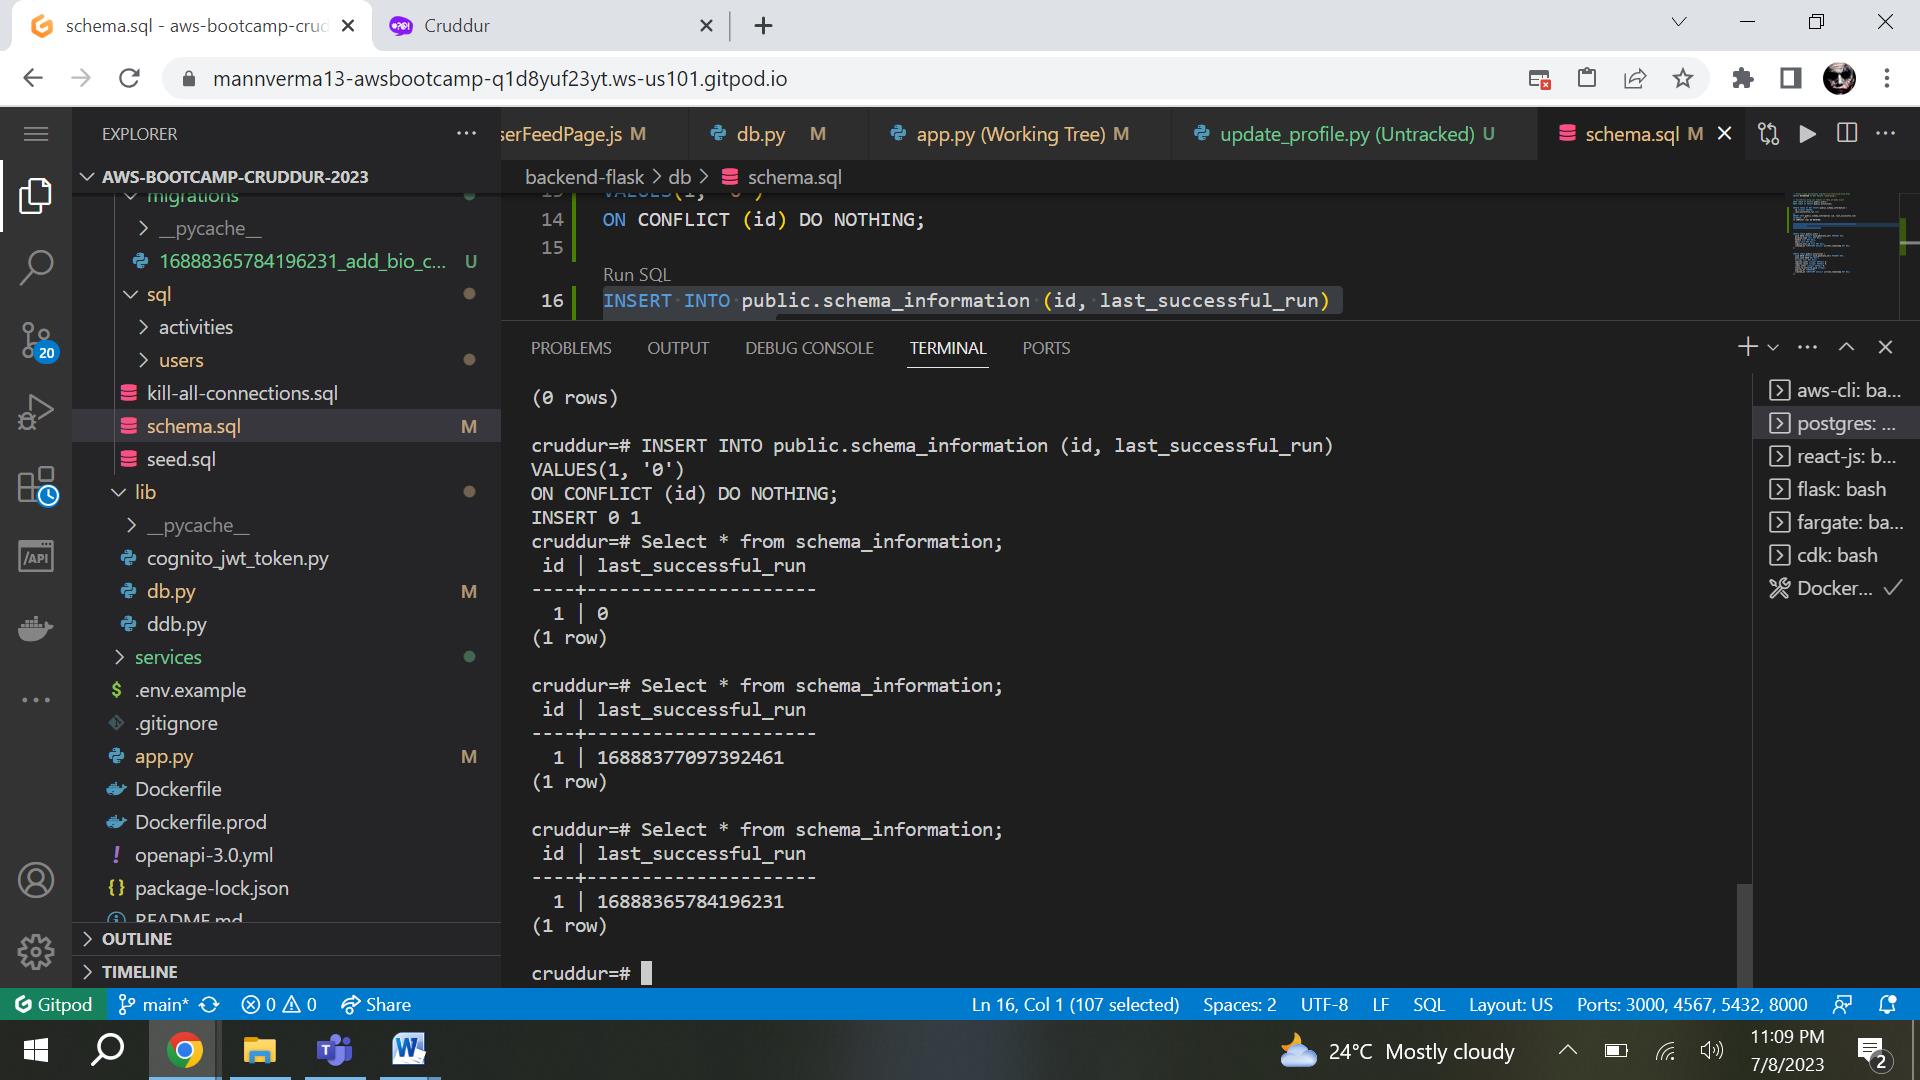 schema.sql - aws-bootcamp-crud
Cruddur
mannverma13-awsbootcamp-q1d8yuf23yt.ws-us101.gitpod.io
EXPLORER
AWS-BOOTCAMP-CRUDDUR-2023
migrations
__pycache__
16888365784196231_add_bio_c... U
sql
activities
users
kill-all-connections.sql
schema.sql M
seed.sql
lib
__pycache__
cognito_jwt_token.py
db.py M
ddb.py
services
.env.example
.gitignore
app.py M
Dockerfile
Dockerfile.prod
openapi-3.0.yml
package-lock.json
README.md
OUTLINE
TIMELINE
20
/API
serFeedPage.js M
db.py M
app.py (Working Tree) M
update_profile.py (Untracked) U
schema.sql M
backend-flask > db > schema.sql
14 ON CONFLICT (id) DO NOTHING;
15
Run SQL
16 INSERT INTO public.schema_information (id, last_successful_run)
PROBLEMS OUTPUT DEBUG CONSOLE TERMINAL PORTS
(0 rows)
cruddur=# INSERT INTO public.schema_information (id, last_successful_run)
VALUES(1, '0')
ON CONFLICT (id) DO NOTHING;
INSERT 0 1
cruddur=# Select * from schema_information;
id | last_successful_run
----+---------------------
1 | 0
(1 row)
cruddur=# Select * from schema_information;
id | last_successful_run
----+---------------------
1 | 16888377097392461
(1 row)
cruddur=# Select * from schema_information;
id | last_successful_run
----+---------------------
1 | 16888365784196231
(1 row)
cruddur=#
aws-cli: ba...
postgres: ...
react-js: b...
flask: bash
fargate: ba...
cdk: bash
Docker...
Gitpod main* 0 0 Share
Ln 16, Col 1 (107 selected) Spaces: 2 UTF-8 LF SQL Layout: US Ports: 3000, 4567, 5432, 8000
24°C Mostly cloudy
11:09 PM
7/8/2023
2